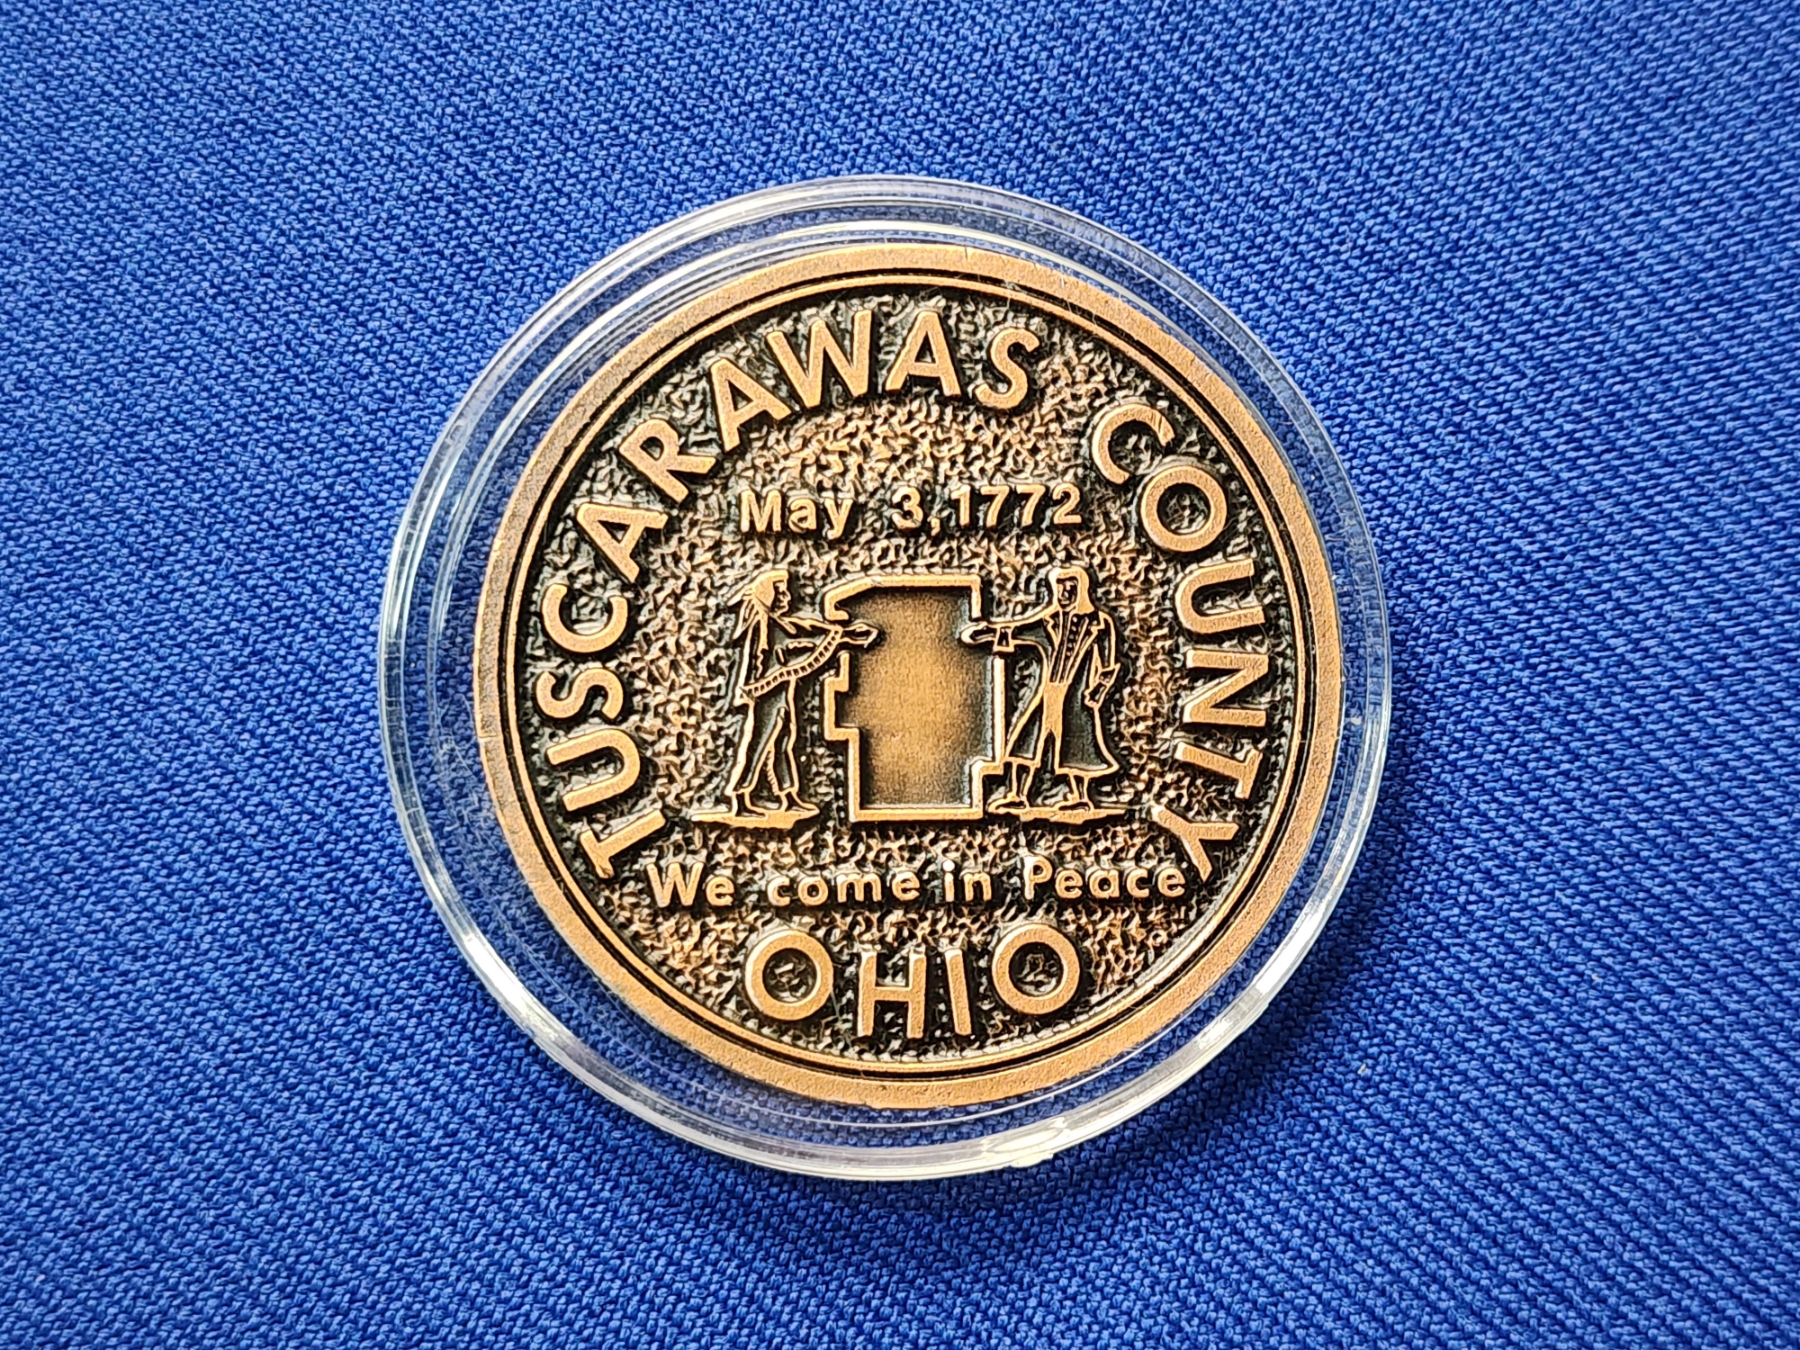 TUSCARAWAS COUNTY
May 3,1772
We come in Peace
OHIO